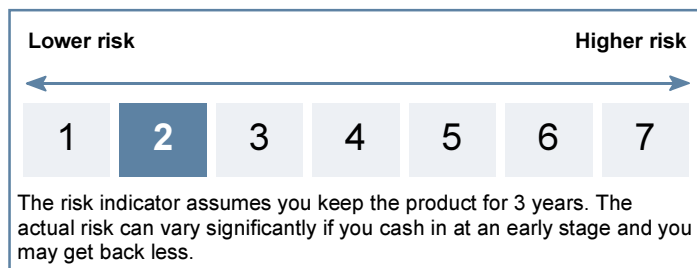 Lower risk Higher risk
1 2 3 4 5 6 7
The risk indicator assumes you keep the product for 3 years. The
actual risk can vary significantly if you cash in at an early stage and you
may get back less.